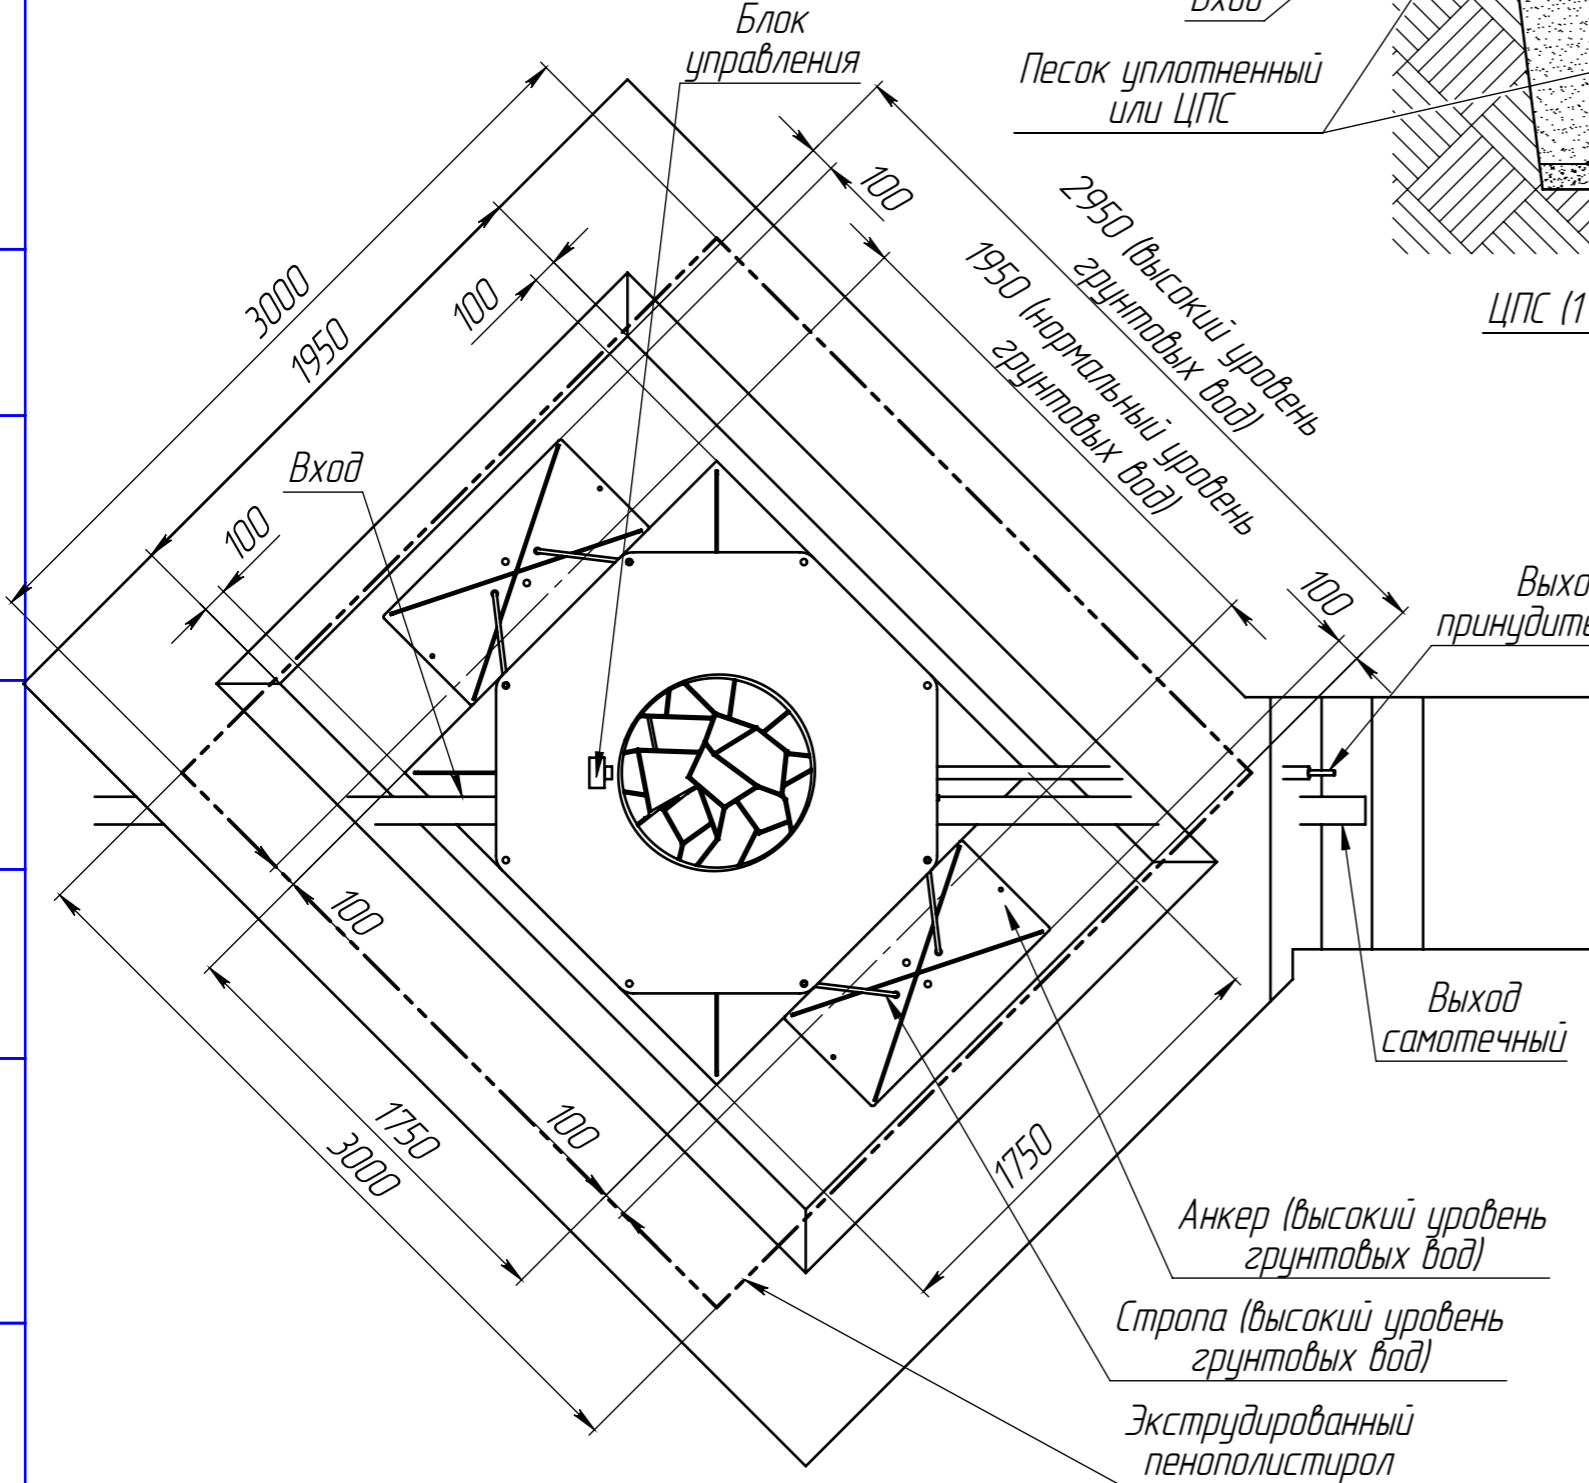 Блок
управления
Вход
Песок уплотненный
или ЦПС
100
2950 (высокий уровень
грунтовых вод)
1950 (нормальный уровень
грунтовых вод)
3000
1950
100
ЦПС (1
Вход
100
100
Выхо
принудите
100
Выход
самотечный
1750
3000
100
1750
Анкер (высокий уровень
грунтовых вод)
Стропа (высокий уровень
грунтовых вод)
Экструдированный
пенополистирол